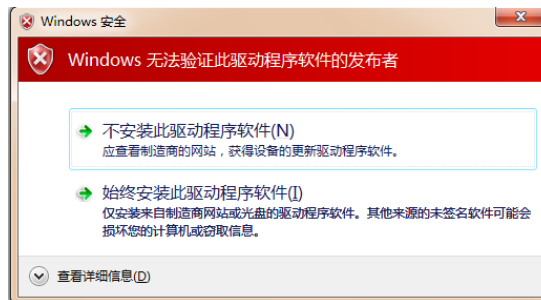 Windows 安全
Windows 无法验证此驱动程序软件的发布者
不安装此驱动程序软件(N)
应查看制造商的网站，获得设备的更新驱动程序软件。
始终安装此驱动程序软件(I)
仅安装来自制造商网站或光盘的驱动程序软件。其他来源的未签名软件可能会
损坏您的计算机或窃取信息。
查看详细信息(D)